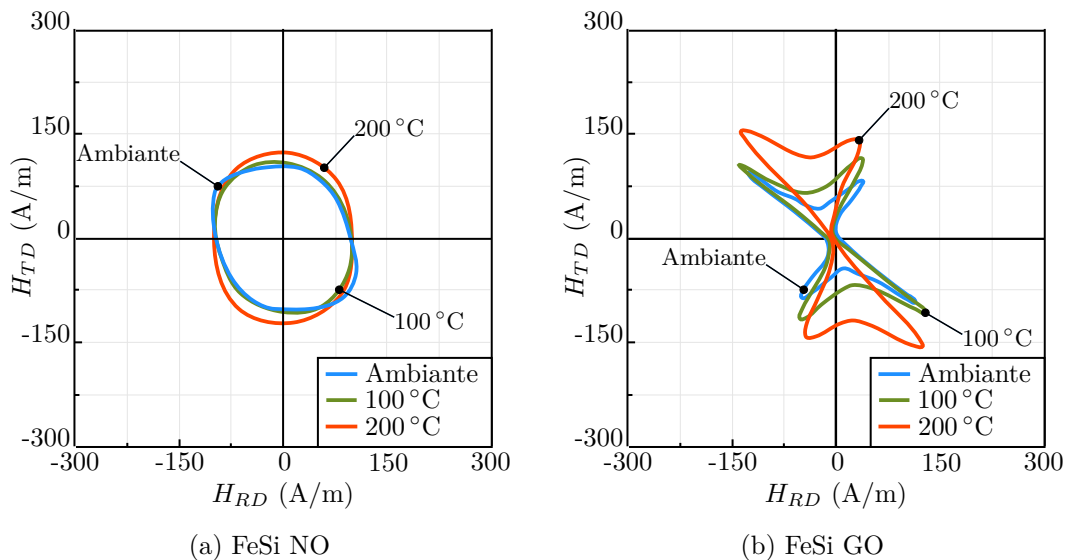 300
150
0
-150
-300
H_TD (A/m)
-300
-150
0
150
300
H_RD (A/m)
Ambiante
200 °C
100 °C
Ambiante
100 °C
200 °C
(a) FeSi NO
300
150
0
-150
-300
H_TD (A/m)
-300
-150
0
150
300
H_RD (A/m)
200 °C
Ambiante
100 °C
Ambiante
100 °C
200 °C
(b) FeSi GO